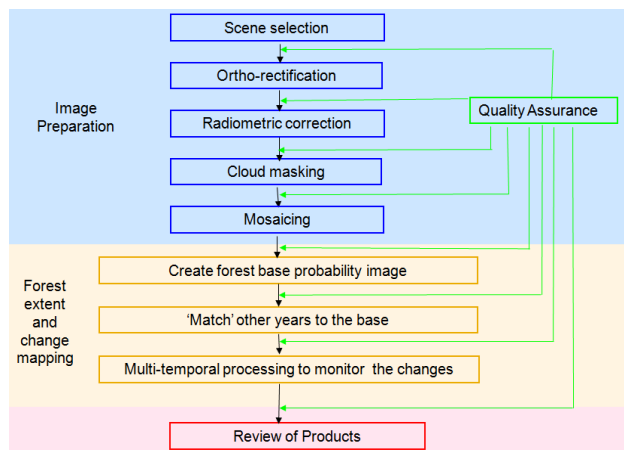 Scene selection
Ortho-rectification
Image
Preparation
Quality Assurance
Radiometric correction
Cloud masking
Mosaicing
Create forest base probability image
Forest
extent
and
change
mapping
‘Match’ other years to the base
Multi-temporal processing to monitor the changes
Review of Products